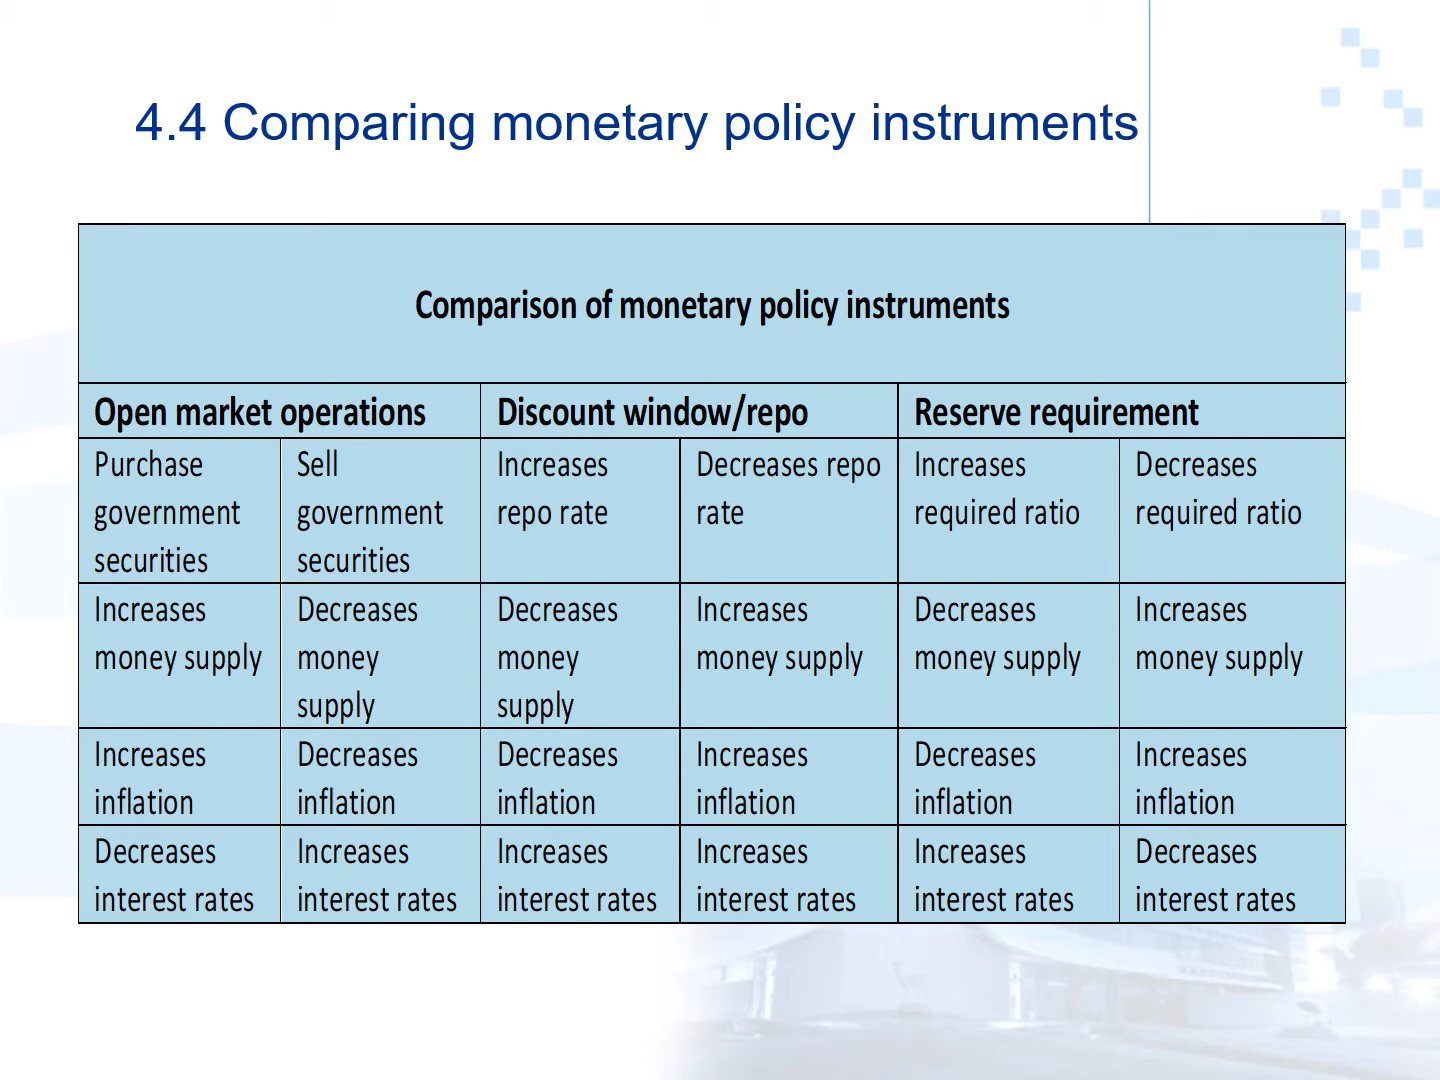 4.4 Comparing monetary policy instruments
Comparison of monetary policy instruments
Open market operations
Discount window/repo
Reserve requirement
Purchase
government
securities
Sell
government
securities
Increases
repo rate
Decreases repo
rate
Increases
required ratio
Decreases
required ratio
Increases
money supply
Decreases
money
supply
Decreases
money
supply
Increases
money supply
Decreases
money supply
Increases
money supply
Increases
inflation
Decreases
inflation
Decreases
inflation
Increases
inflation
Decreases
inflation
Increases
inflation
Decreases
interest rates
Increases
interest rates
Increases
interest rates
Increases
interest rates
Increases
interest rates
Decreases
interest rates